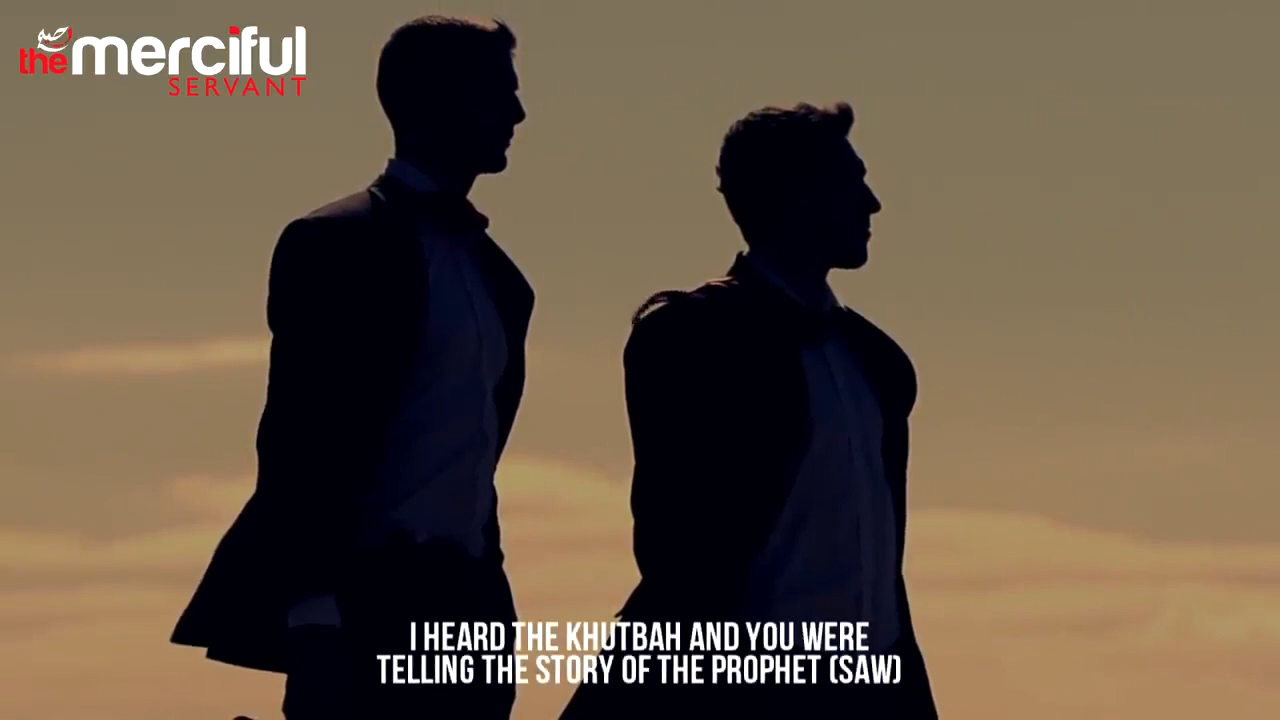 the merciful
SERVANT
I HEARD THE KHUTBAH AND YOU WERE
TELLING THE STORY OF THE PROPHET (SAW)